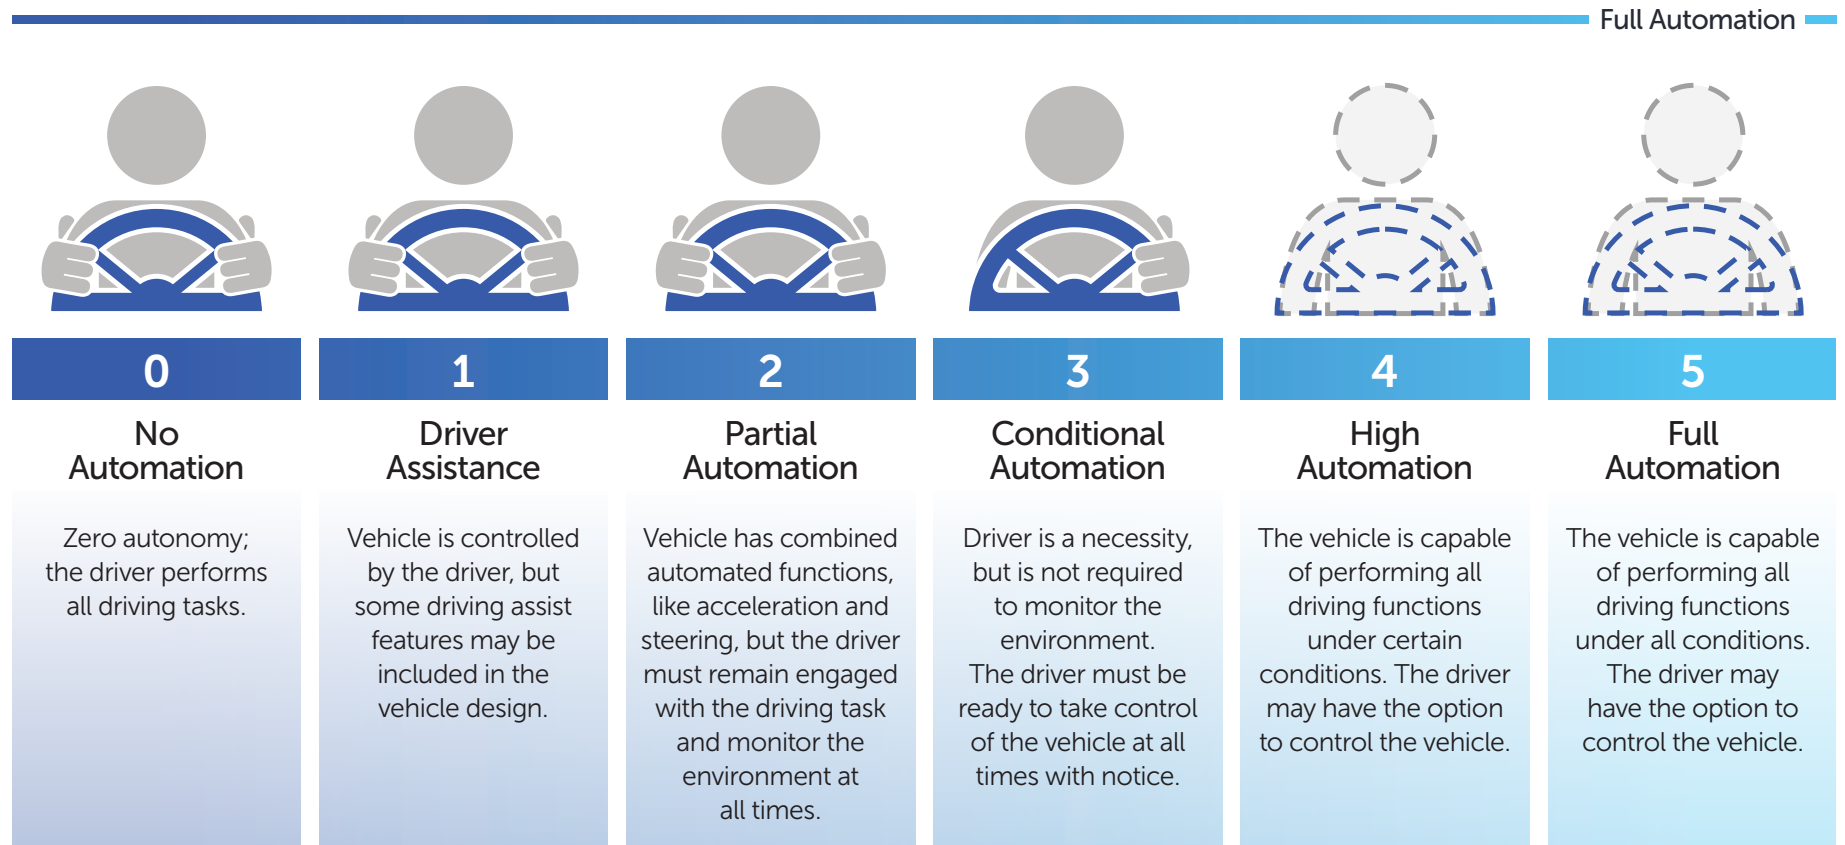 Full Automation
0
No
Automation
Zero autonomy;
the driver performs
all driving tasks.
1
Driver
Assistance
Vehicle is controlled
by the driver, but
some driving assist
features may be
included in the
vehicle design.
2
Partial
Automation
Vehicle has combined
automated functions,
like acceleration and
steering, but the driver
must remain engaged
with the driving task
and monitor the
environment at
all times.
3
Conditional
Automation
Driver is a necessity,
but is not required
to monitor the
environment.
The driver must be
ready to take control
of the vehicle at all
times with notice.
4
High
Automation
The vehicle is capable
of performing all
driving functions
under certain
conditions. The driver
may have the option
to control the vehicle.
5
Full
Automation
The vehicle is capable
of performing all
driving functions
under all conditions.
The driver may
have the option to
control the vehicle.